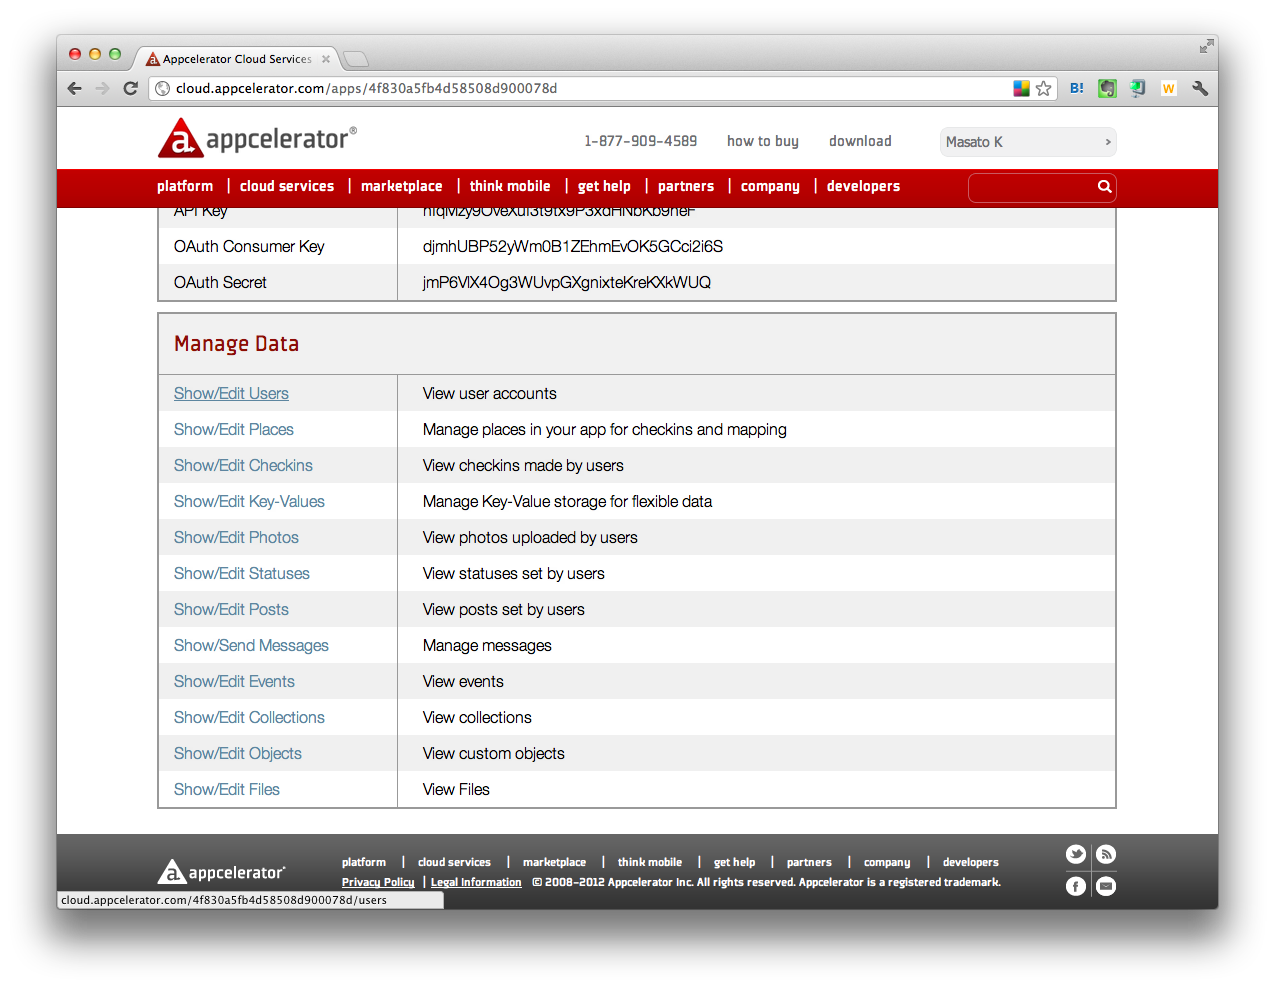 Appcelerator Cloud Services
cloud.appcelerator.com/apps/4f830a5fb4d58508d900078d
B!
W
a appcelerator®
1-877-909-4589 how to buy download
Masato K
platform | cloud services | marketplace | think mobile | get help | partners | company | developers
API Key
OAuth Consumer Key djmhUBP52yWm0B1ZEhmEvOK5GCci2i6S
OAuth Secret jmP6VlX4Og3WUvpGXgnixteKreKXkWUQ
Manage Data
Show/Edit Users View user accounts
Show/Edit Places Manage places in your app for checkins and mapping
Show/Edit Checkins View checkins made by users
Show/Edit Key-Values Manage Key-Value storage for flexible data
Show/Edit Photos View photos uploaded by users
Show/Edit Statuses View statuses set by users
Show/Edit Posts View posts set by users
Show/Send Messages Manage messages
Show/Edit Events View events
Show/Edit Collections View collections
Show/Edit Objects View custom objects
Show/Edit Files View Files
a appcelerator
platform | cloud services | marketplace | think mobile | get help | partners | company | developers
Privacy Policy | Legal Information © 2008-2012 Appcelerator Inc. All rights reserved. Appcelerator is a registered trademark.
cloud.appcelerator.com/4f830a5fb4d58508d900078d/users